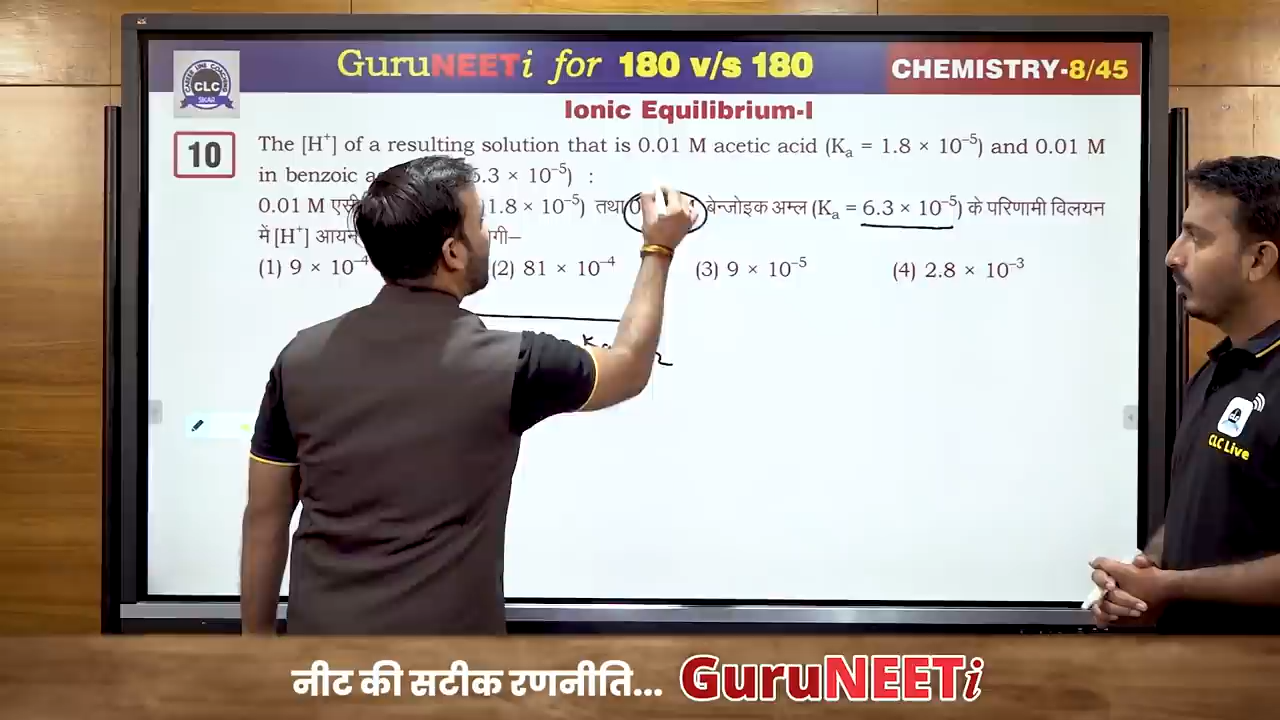 GuruNEETi for 180 v/s 180
CHEMISTRY-8/45
CLC
SIKAR
Ionic Equilibrium-I
10
The [H⁺] of a resulting solution that is 0.01 M acetic acid (Kₐ = 1.8 × 10⁻⁵) and 0.01 M
in benzoic 6.3 × 10⁻⁵) :
0.01 M 1.8 × 10⁻⁵) तथा बेन्जोइक अम्ल (Kₐ = 6.3 × 10⁻⁵) के परिणामी विलयन
में [H⁺]
(1) 9 × 10⁻⁴ (2) 81 × 10⁻⁴ (3) 9 × 10⁻⁵ (4) 2.8 × 10⁻³
CLC Live
नीट की सटीक रणनीति... GuruNEETi